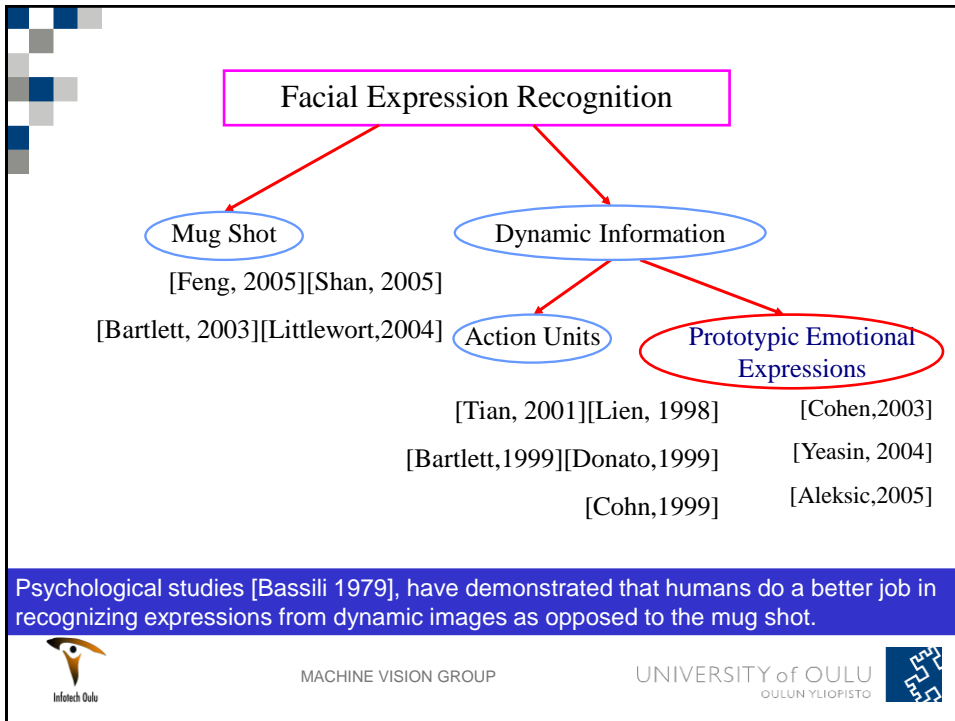 Facial Expression Recognition
Mug Shot
Dynamic Information
[Feng, 2005][Shan, 2005]
[Bartlett, 2003][Littlewort,2004]
Action Units
Prototypic Emotional
Expressions
[Tian, 2001][Lien, 1998]
[Bartlett,1999][Donato,1999]
[Cohn,1999]
[Cohen,2003]
[Yeasin, 2004]
[Aleksic,2005]
Psychological studies [Bassili 1979], have demonstrated that humans do a better job in
recognizing expressions from dynamic images as opposed to the mug shot.
Infotech Oulu
MACHINE VISION GROUP
UNIVERSITY of OULU
OULUN YLIOPISTO